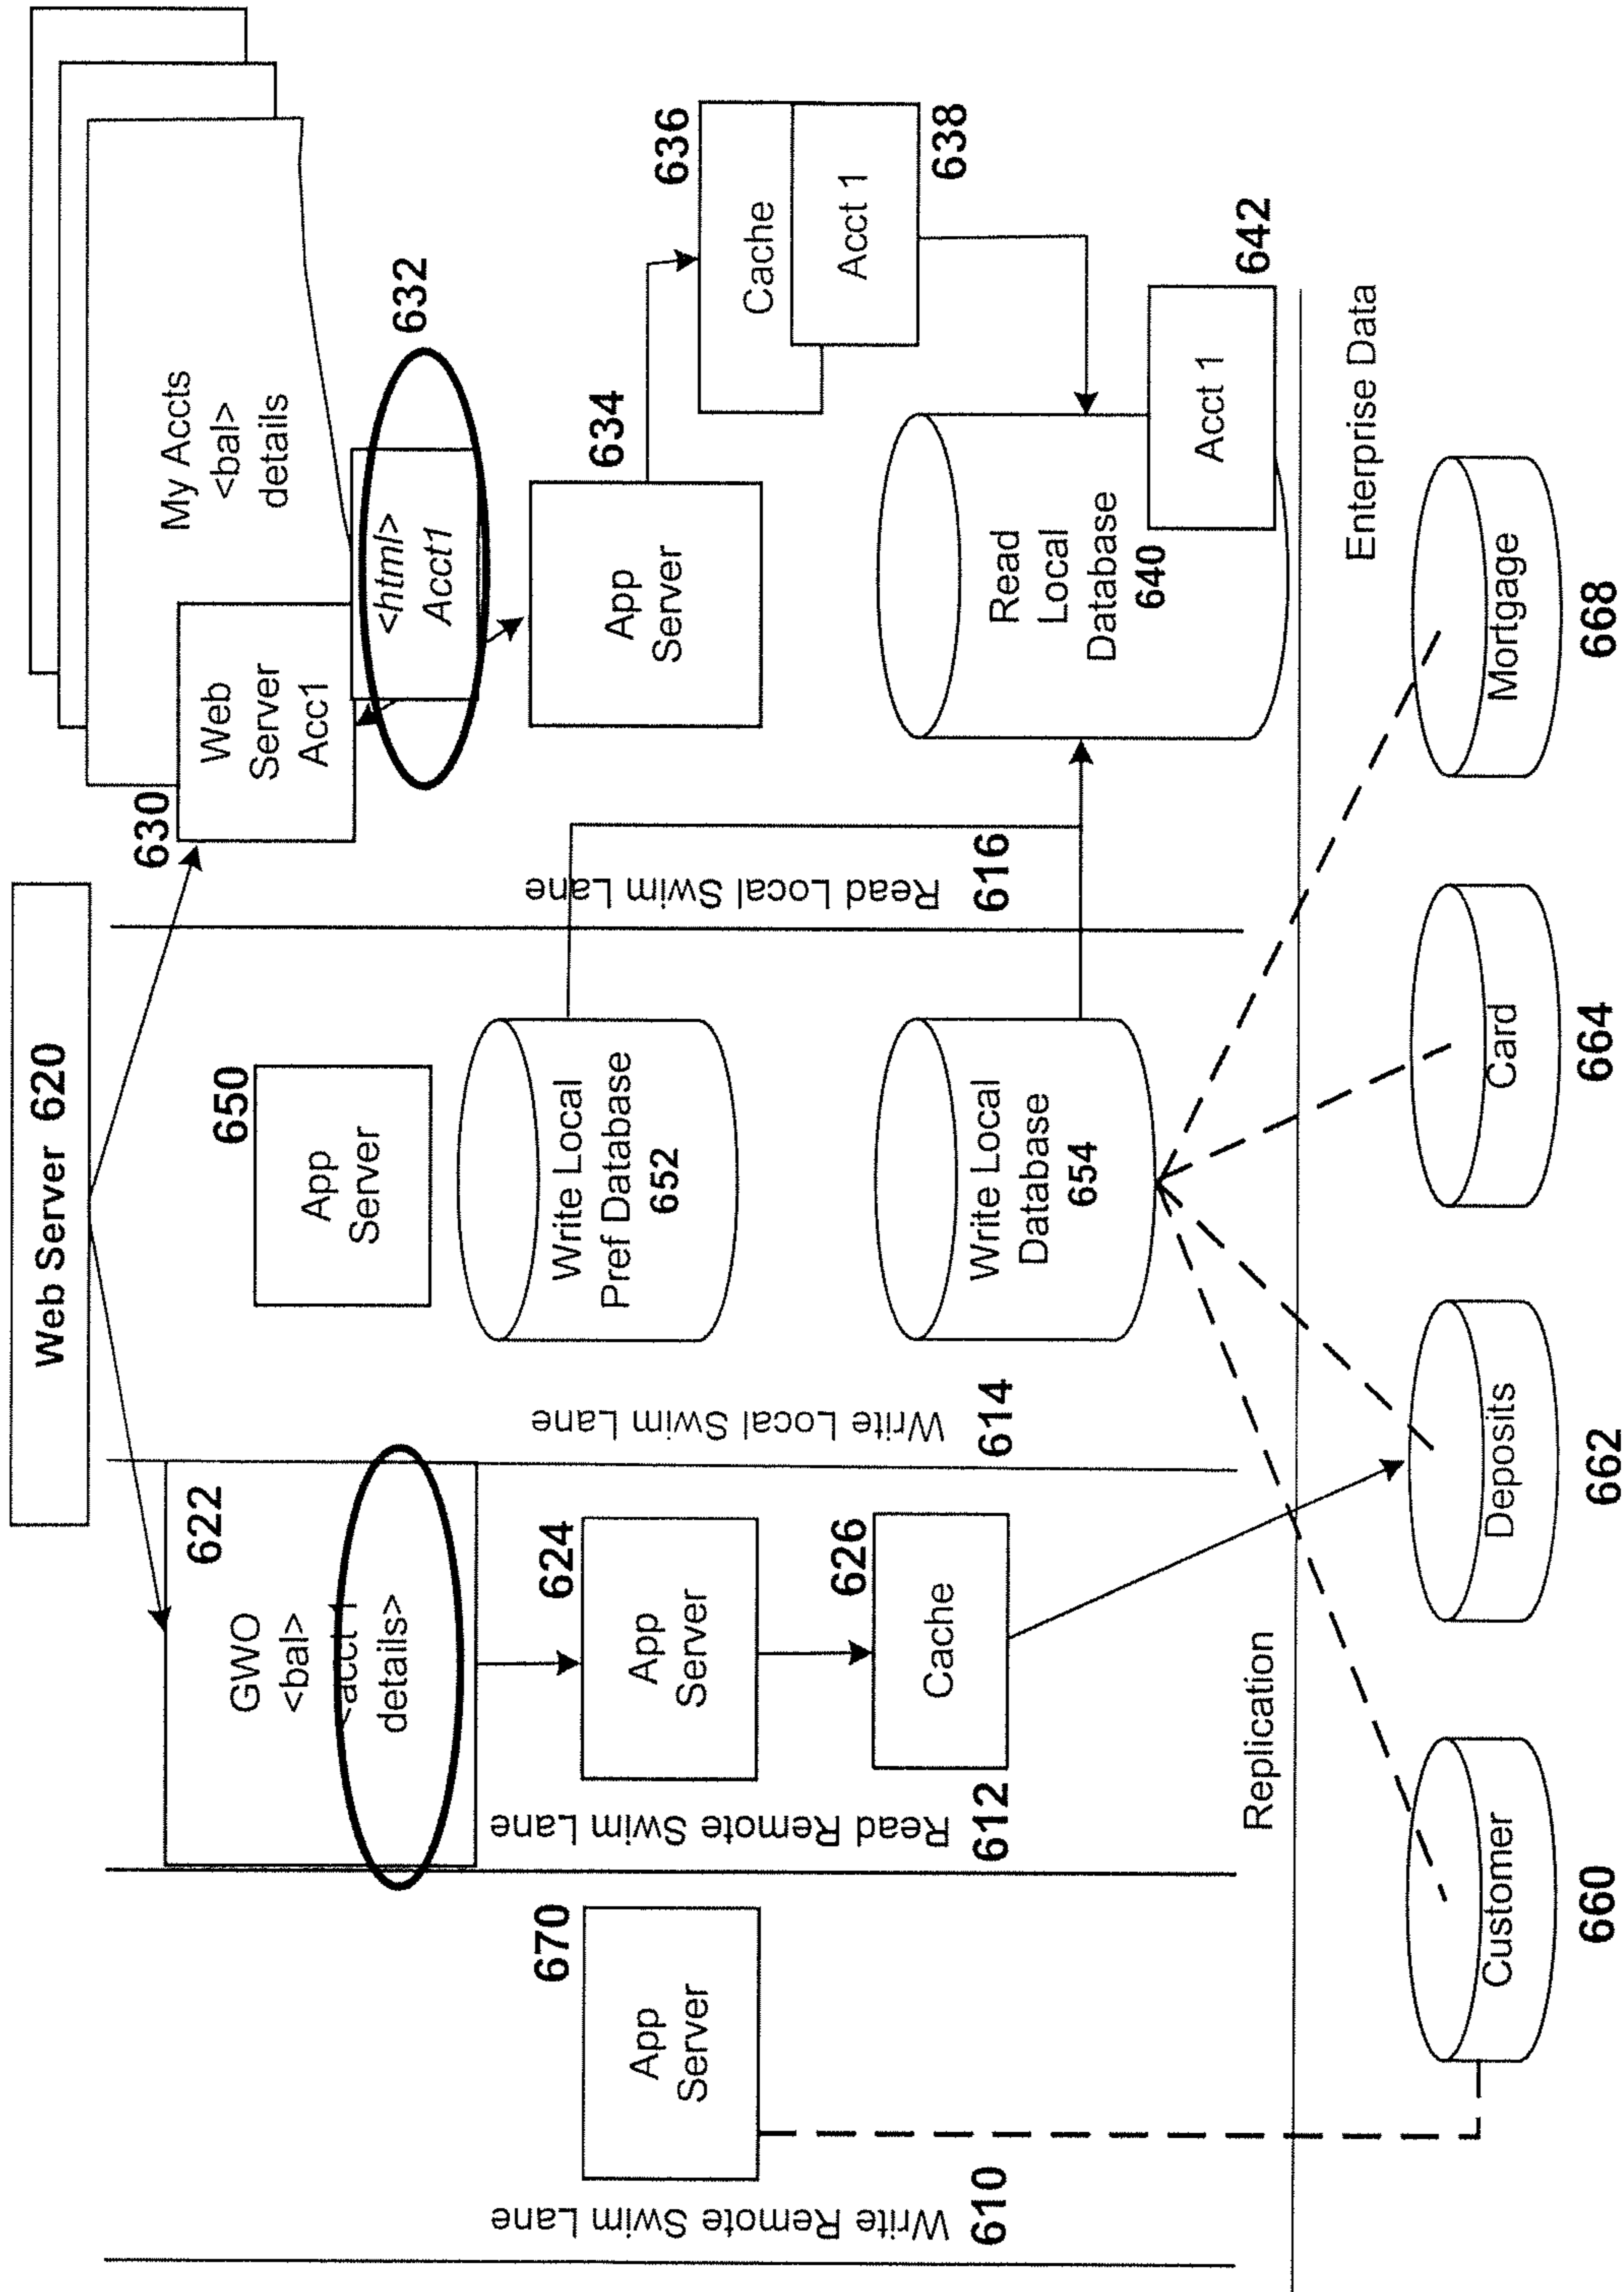 Web Server 620
My Accts
<bal>
details
630
Web
Server
Acc1
<html>
Acct1
632
622
GWO
<bal>
<acct 1
details>
650
App
Server
670
App
Server
624
App
Server
634
App
Server
Write Local
Pref Database
652
636
Cache
Acct 1
638
626
Cache
Write Local
Database
654
Read
Local
Database
640
Acct 1
642
Write Remote Swim Lane
610
Read Remote Swim Lane
612
Write Local Swim Lane
614
Read Local Swim Lane
616
Replication
Enterprise Data
Customer
660
Deposits
662
Card
664
Mortgage
668